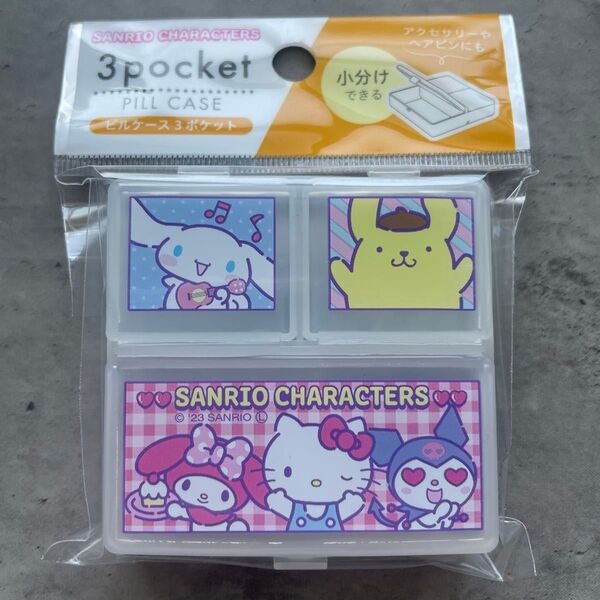 SANRIO CHARACTERS
3pocket
PILL CASE
ピルケース3ポケット
小分け
できる
アクセサリーや
ヘアピンにも
SANRIO CHARACTERS
© '23 SANRIO Ⓛ